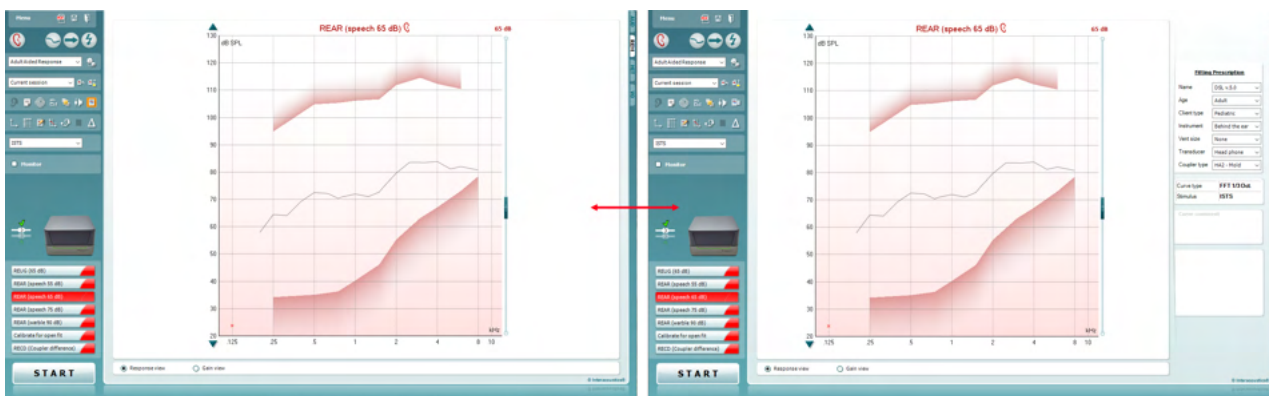 Menu
REAR (speech 65 dB)
65 dB
130
dB SPL
Adult Aided Response
120
Current session
110
100
ISTS
90
Monitor
80
70
60
50
REUG (65 dB)
REAR (speech 55 dB)
40
REAR (speech 65 dB)
REAR (speech 75 dB)
30
REAR (warble 90 dB)
Calibrate for open fit
kHz
20
.125
.25
.5
1
2
4
8
10
RECD (Coupler difference)
START
Response view
Gain view
© Interacoustics®
Menu
REAR (speech 65 dB)
65 dB
130
dB SPL
Adult Aided Response
120
Fitting Prescription
Current session
110
Name
DSL v.5.0
Age
Adult
100
Client type
Pediatric
Instrument
Behind the ear
ISTS
90
Vent size
None
Transducer
Head phone
Monitor
80
Coupler type
HA2 - Mold
70
Curve type
FFT 1/3 Oct
Stimulus
ISTS
Curve comment
60
50
REUG (65 dB)
REAR (speech 55 dB)
40
REAR (speech 65 dB)
REAR (speech 75 dB)
30
REAR (warble 90 dB)
Calibrate for open fit
kHz
20
.125
.25
.5
1
2
4
8
10
RECD (Coupler difference)
START
Response view
Gain view
© Interacoustics®